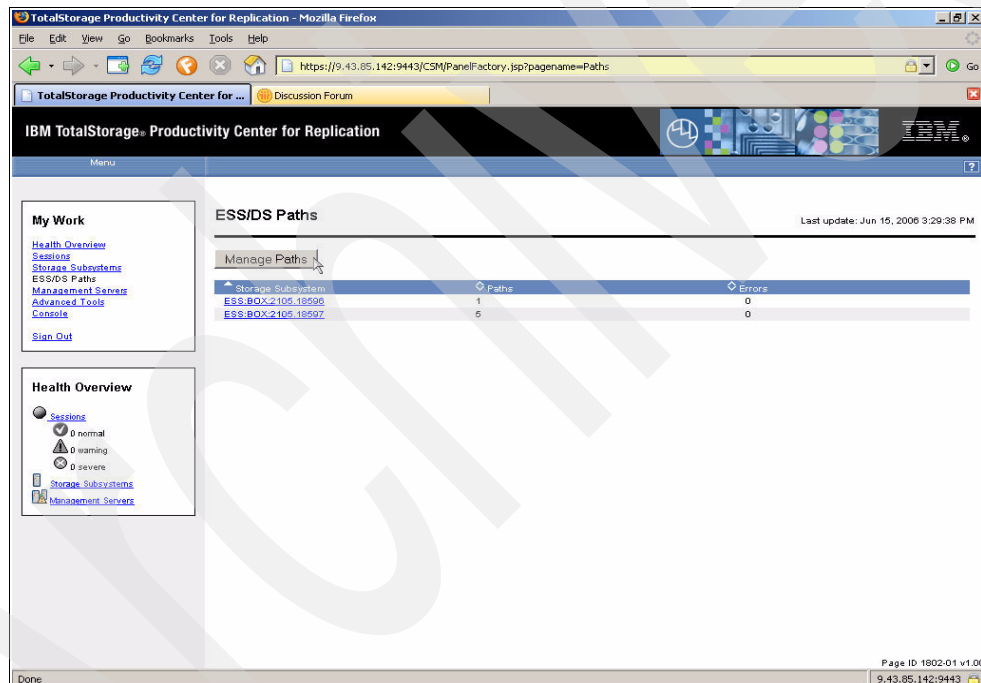 TotalStorage Productivity Center for Replication - Mozilla Firefox
File Edit View Go Bookmarks Tools Help
https://9.43.85.142:9443/CSM/PanelFactory.jsp?pagename=Paths Go
TotalStorage Productivity Center for ... Discussion Forum
IBM TotalStorage® Productivity Center for Replication IBM®
Menu ?
My Work
Health Overview
Sessions
Storage Subsystems
ESS/DS Paths
Management Servers
Advanced Tools
Console
Sign Out
Health Overview
Sessions
0 normal
0 warning
0 severe
Storage Subsystems
Management Servers
ESS/DS Paths Last update: Jun 15, 2006 3:29:38 PM
Manage Paths
Storage Subsystem Paths Errors
ESS:BOX:2105.18596 1 0
ESS:BOX:2105.18597 5 0
Page ID 1802-01 v1.00
Done 9.43.85.142:9443